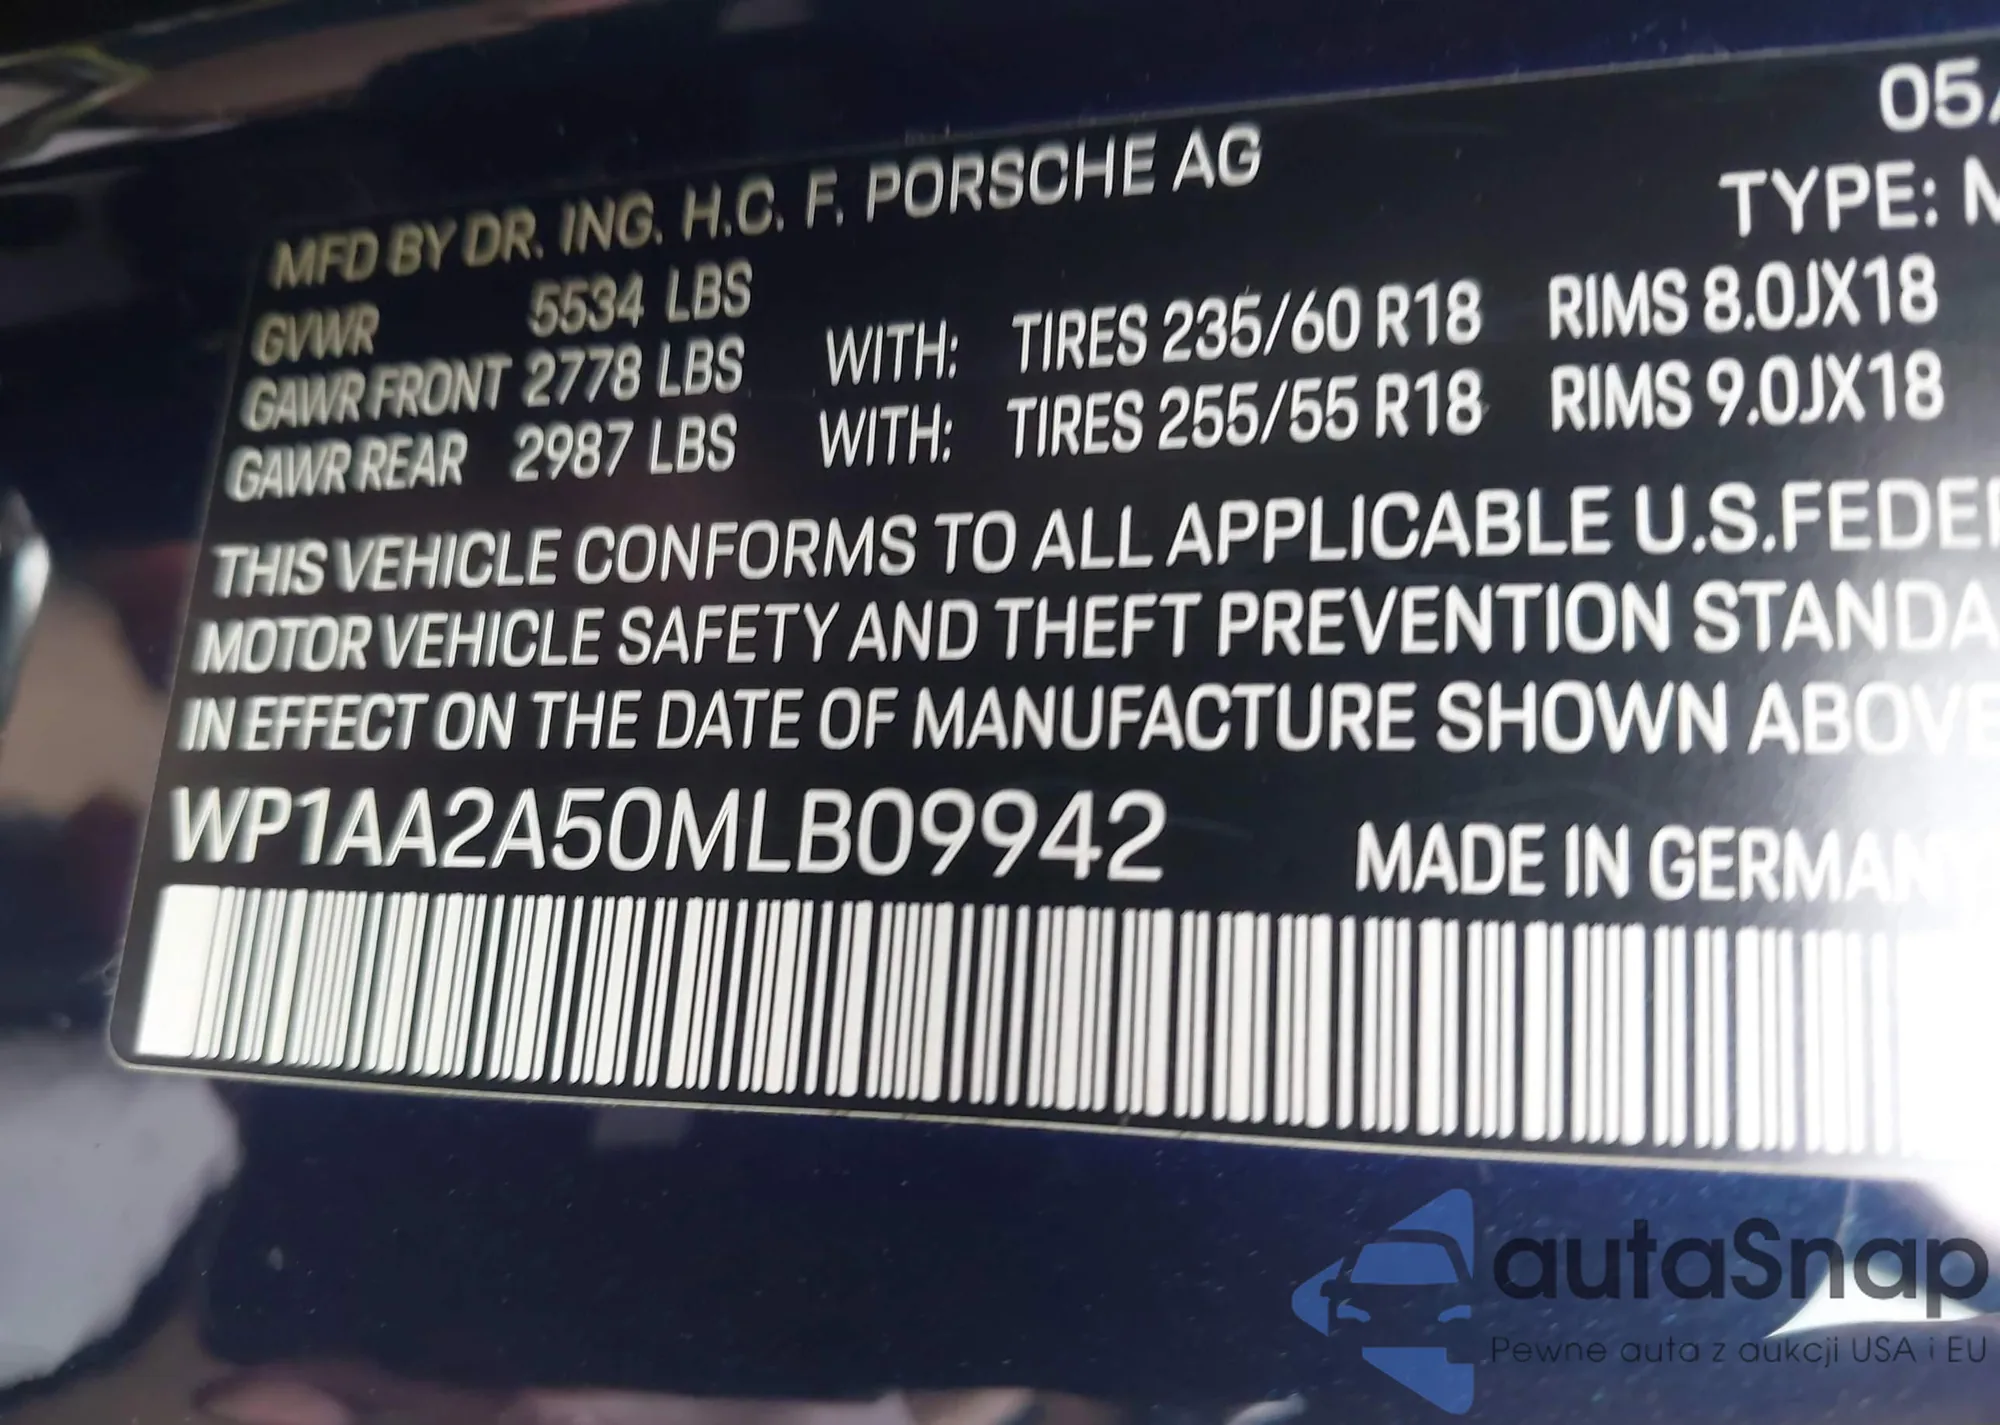 05/
MFD BY DR. ING. H.C. F. PORSCHE AG
TYPE: M
GVWR 5534 LBS
GAWR FRONT 2778 LBS WITH: TIRES 235/60 R18 RIMS 8.0JX18
GAWR REAR 2987 LBS WITH: TIRES 255/55 R18 RIMS 9.0JX18
THIS VEHICLE CONFORMS TO ALL APPLICABLE U.S.FEDER
MOTOR VEHICLE SAFETY AND THEFT PREVENTION STANDA
IN EFFECT ON THE DATE OF MANUFACTURE SHOWN ABOVE
WP1AA2A50MLB09942
MADE IN GERMANY
autaSnap
Pewne auta z aukcji USA i EU